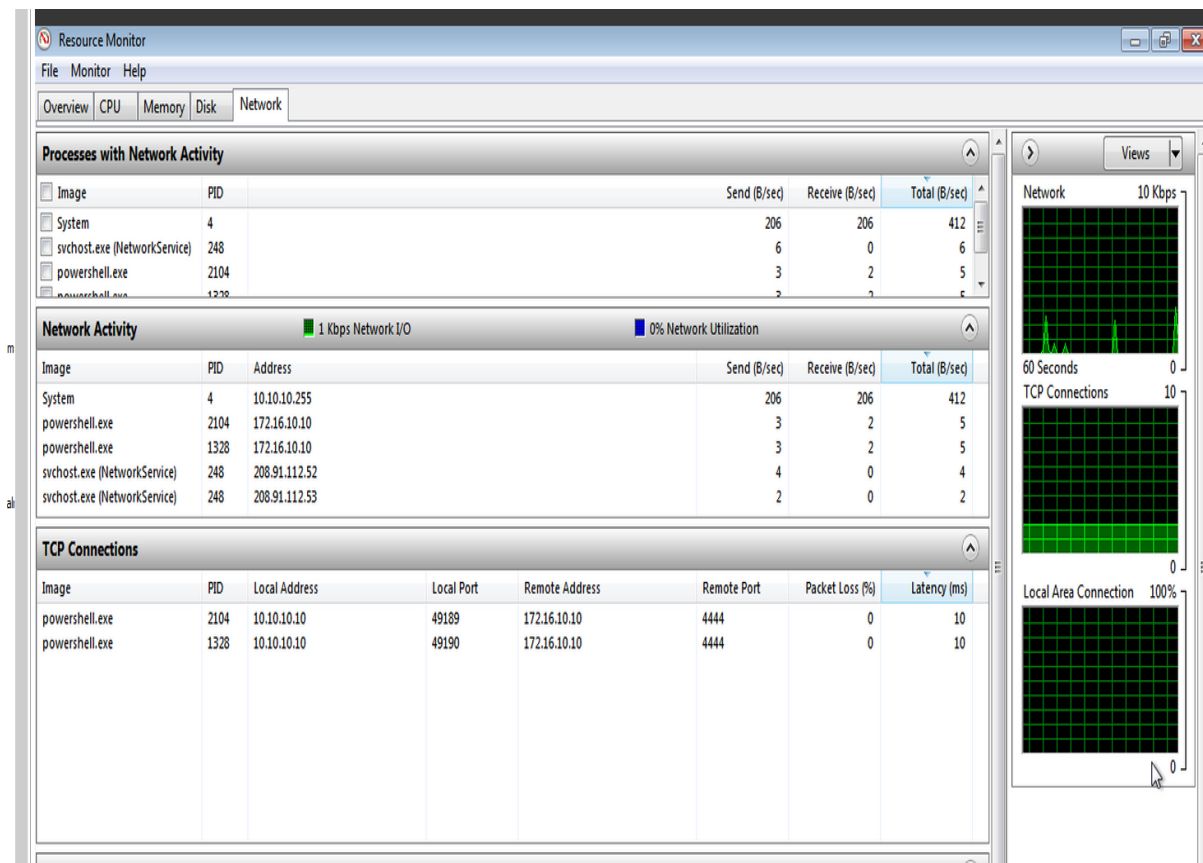 Resource Monitor
File Monitor Help
Overview CPU Memory Disk Network
Processes with Network Activity
Image PID Send (B/sec) Receive (B/sec) Total (B/sec)
System 4 206 206 412
svchost.exe (NetworkService) 248 6 0 6
powershell.exe 2104 3 2 5
powershell.exe 1328 3 2 5
Network Activity 1 Kbps Network I/O 0% Network Utilization
Image PID Address Send (B/sec) Receive (B/sec) Total (B/sec)
System 4 10.10.10.255 206 206 412
powershell.exe 2104 172.16.10.10 3 2 5
powershell.exe 1328 172.16.10.10 3 2 5
svchost.exe (NetworkService) 248 208.91.112.52 4 0 4
svchost.exe (NetworkService) 248 208.91.112.53 2 0 2
TCP Connections
Image PID Local Address Local Port Remote Address Remote Port Packet Loss (%) Latency (ms)
powershell.exe 2104 10.10.10.10 49189 172.16.10.10 4444 0 10
powershell.exe 1328 10.10.10.10 49190 172.16.10.10 4444 0 10
Views
Network 10 Kbps
60 Seconds 0
TCP Connections 10
0
Local Area Connection 100%
0